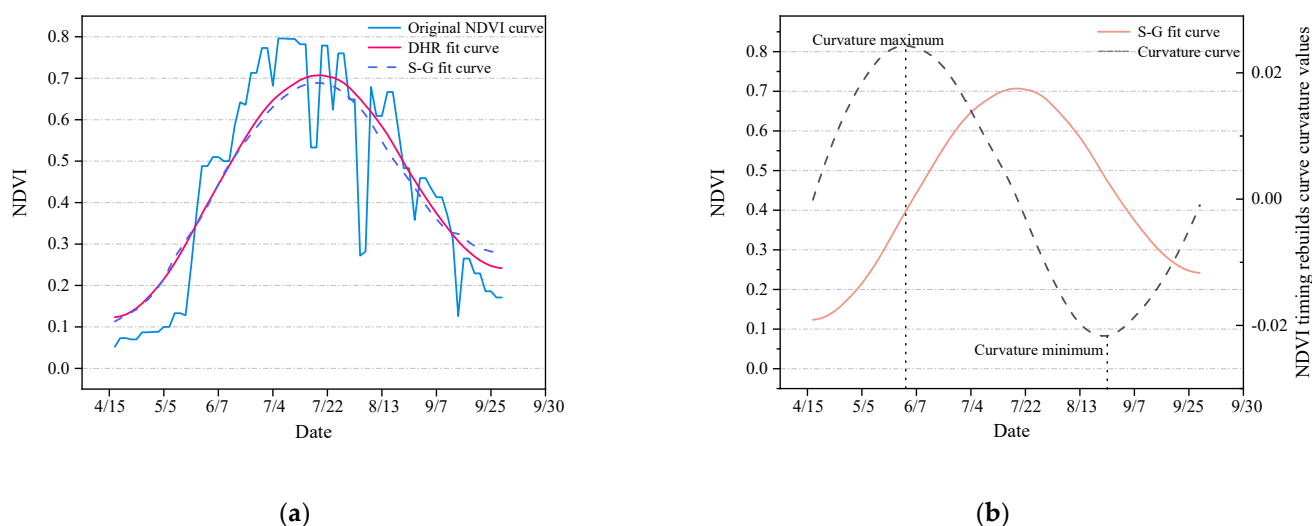 Original NDVI curve
DHR fit curve
S-G fit curve
0.8
0.7
0.6
0.5
0.4
0.3
0.2
0.1
0.0
NDVI
4/15 5/5 6/7 7/4 7/22 8/13 9/7 9/25 9/30
Date
(a)
S-G fit curve
Curvature curve
Curvature maximum
Curvature minimum
0.8
0.7
0.6
0.5
0.4
0.3
0.2
0.1
0.0
NDVI
0.02
0.00
-0.02
NDVI timing rebuilds curve curvature values
4/15 5/5 6/7 7/4 7/22 8/13 9/7 9/25 9/30
Date
(b)